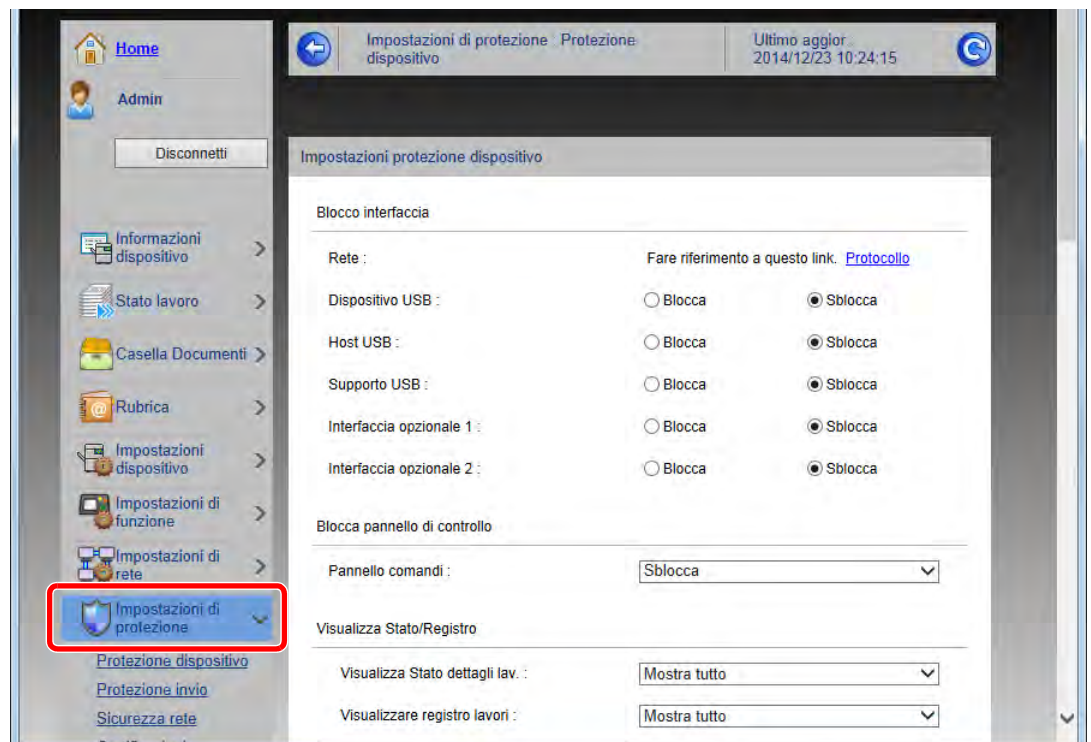 Home
Admin
Disconnetti
Informazioni
dispositivo
Stato lavoro
Casella Documenti
Rubrica
Impostazioni
dispositivo
Impostazioni di
funzione
Impostazioni di
rete
Impostazioni di
protezione
Protezione dispositivo
Protezione invio
Sicurezza rete
Impostazioni di protezione Protezione
dispositivo
Ultimo aggior
2014/12/23 10:24:15
Impostazioni protezione dispositivo
Blocco interfaccia
Rete : Fare riferimento a questo link. Protocollo
Dispositivo USB : Blocca Sblocca
Host USB : Blocca Sblocca
Supporto USB : Blocca Sblocca
Interfaccia opzionale 1 : Blocca Sblocca
Interfaccia opzionale 2 : Blocca Sblocca
Blocca pannello di controllo
Pannello comandi : Sblocca
Visualizza Stato/Registro
Visualizza Stato dettagli lav. : Mostra tutto
Visualizzare registro lavori : Mostra tutto